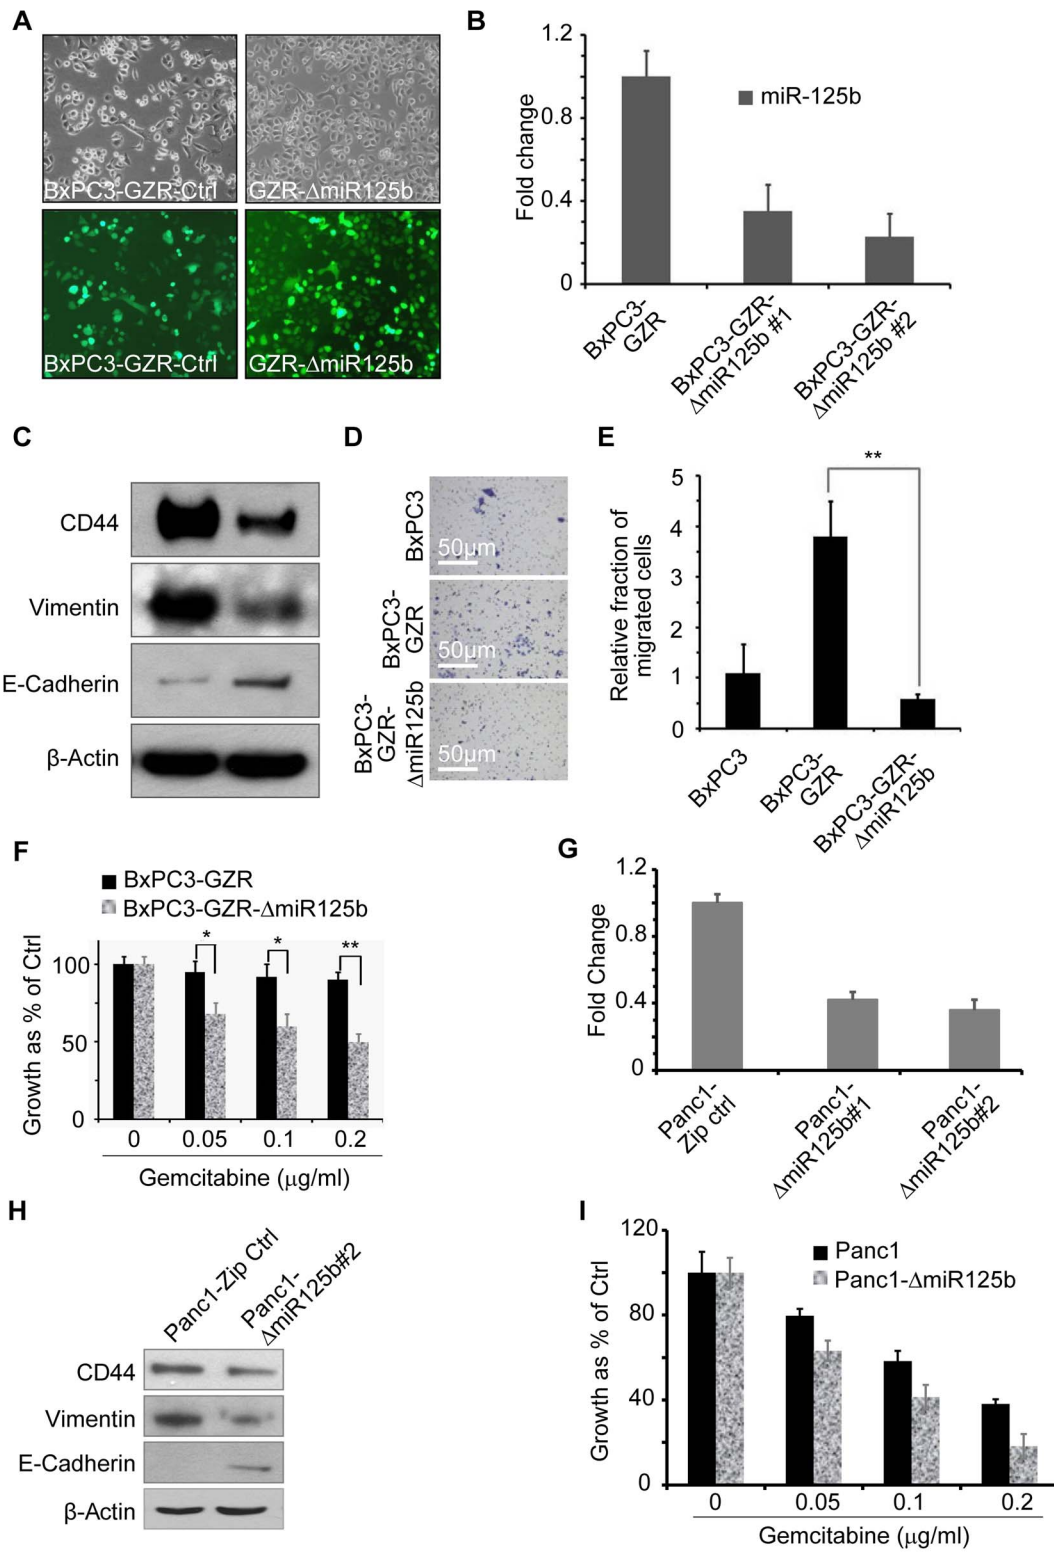 A
BxPC3-GZR-Ctrl
GZR-ΔmiR125b
BxPC3-GZR-Ctrl
GZR-ΔmiR125b
B
Fold change
1.2
0.8
0.4
0
miR-125b
BxPC3-
GZR
BxPC3-GZR-
ΔmiR125b #1
BxPC3-GZR-
ΔmiR125b #2
C
CD44
Vimentin
E-Cadherin
β-Actin
D
BxPC3
50μm
BxPC3-
GZR
50μm
BxPC3-
GZR-
ΔmiR125b
50μm
E
Relative fraction of
migrated cells
5
4
3
2
1
0
**
BxPC3
BxPC3-
GZR
BxPC3-GZR-
ΔmiR125b
F
BxPC3-GZR
BxPC3-GZR-ΔmiR125b
Growth as % of Ctrl
100
50
0
*
*
**
0 0.05 0.1 0.2
Gemcitabine (μg/ml)
G
Fold Change
1.2
0.8
0.4
0
Panc1-
Zip ctrl
Panc1-
ΔmiR125b#1
Panc1-
ΔmiR125b#2
H
Panc1-Zip Ctrl
Panc1-
ΔmiR125b#2
CD44
Vimentin
E-Cadherin
β-Actin
I
Growth as % of Ctrl
120
80
40
0
Panc1
Panc1-ΔmiR125b
0 0.05 0.1 0.2
Gemcitabine (μg/ml)